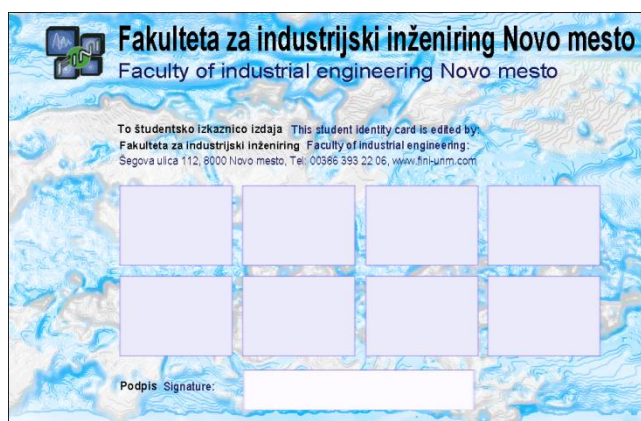 Fakulteta za industrijski inženiring Novo mesto
Faculty of industrial engineering Novo mesto
To študentsko izkaznico izdaja This student identity card is edited by:
Fakulteta za industrijski inženiring Faculty of industrial engineering:
Šegova ulica 112, 8000 Novo mesto, Tel: 00386 393 22 06, www.fini-unm.com
Podpis Signature: